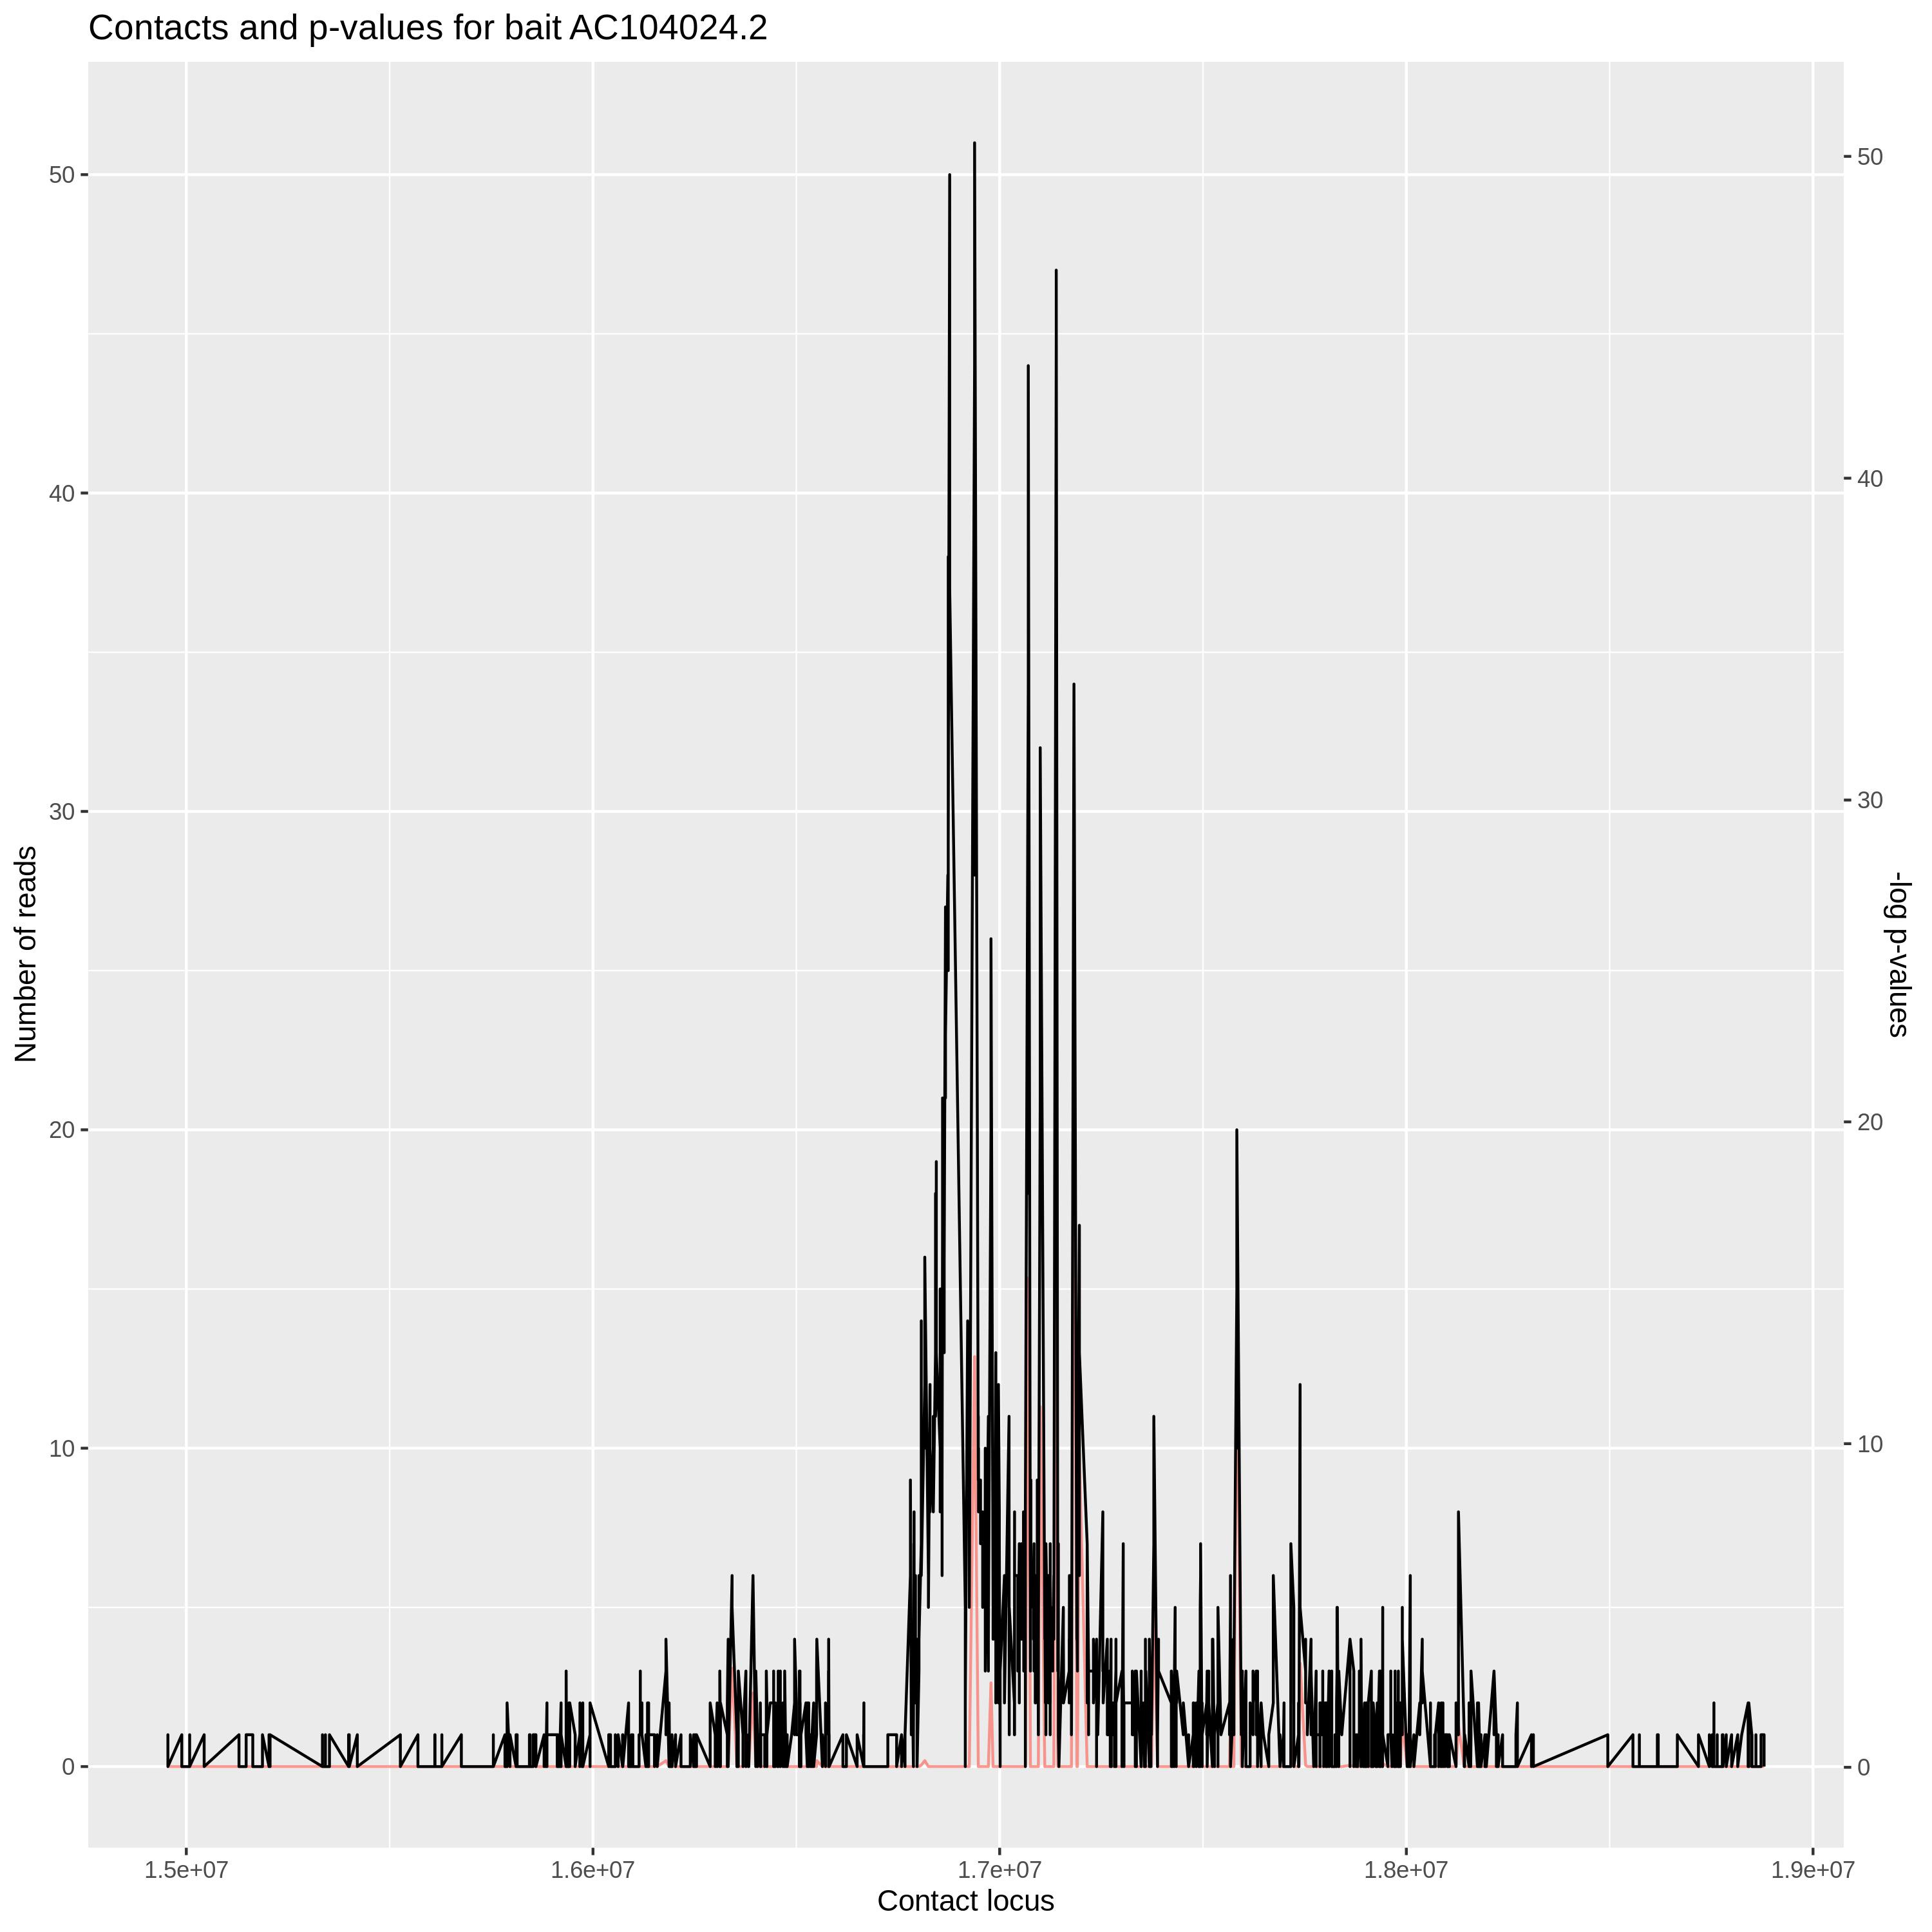 Contacts and p-values for bait AC104024.2
50
40
30
20
10
0
Number of reads
50
40
30
20
10
0
-log p-values
1.5e+07
1.6e+07
1.7e+07
1.8e+07
1.9e+07
Contact locus